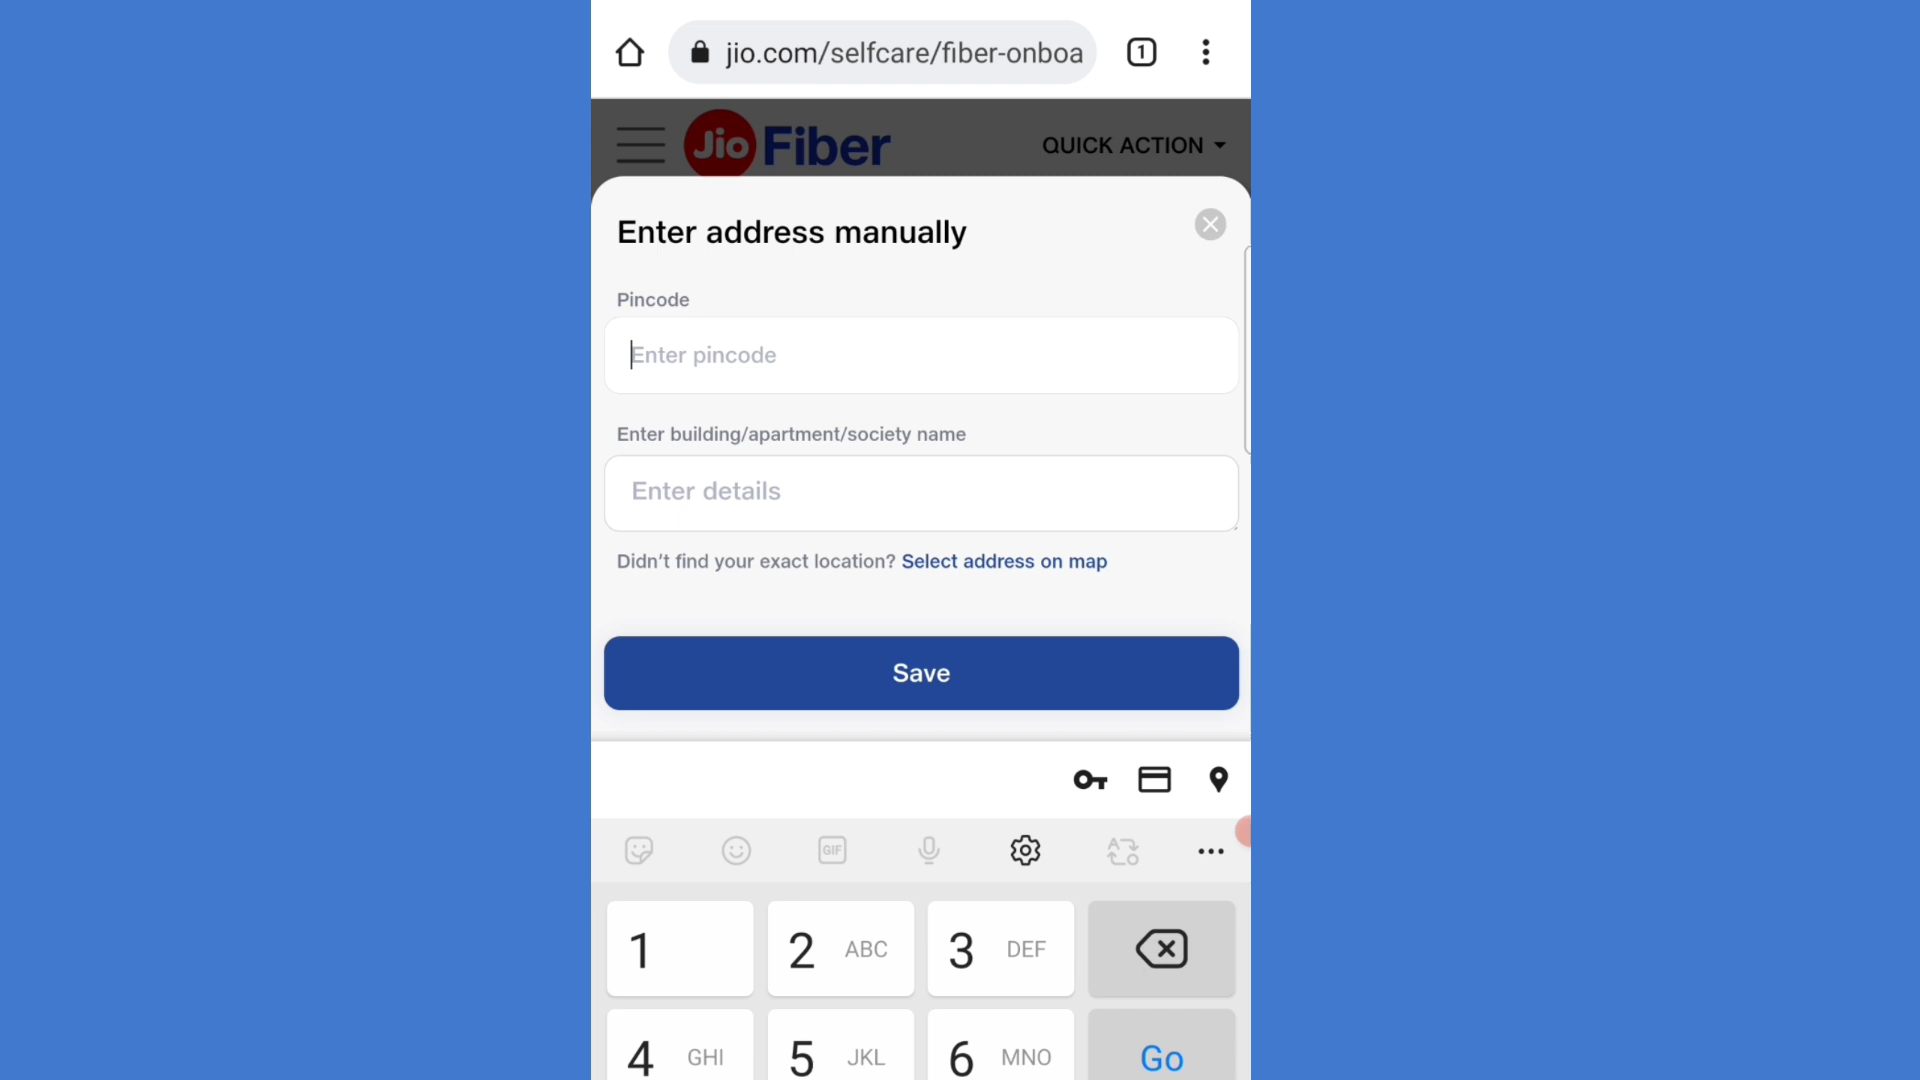 jio.com/selfcare/fiber-onboa
1
Jio Fiber
QUICK ACTION
Enter address manually
Pincode
Enter pincode
Enter building/apartment/society name
Enter details
Didn't find your exact location? Select address on map
Save
GIF
1
2 ABC
3 DEF
4 GHI
5 JKL
6 MNO
Go